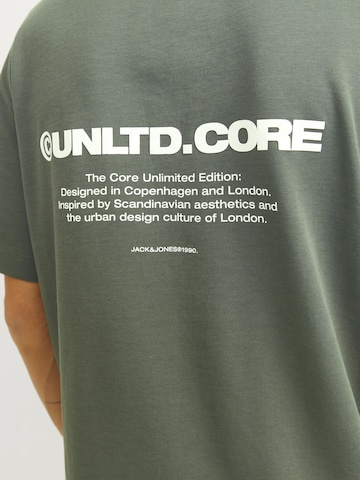 ©UNLTD.CORE
The Core Unlimited Edition:
Designed in Copenhagen and London.
Inspired by Scandinavian aesthetics and
the urban design culture of London.
JACK&JONES®1990.